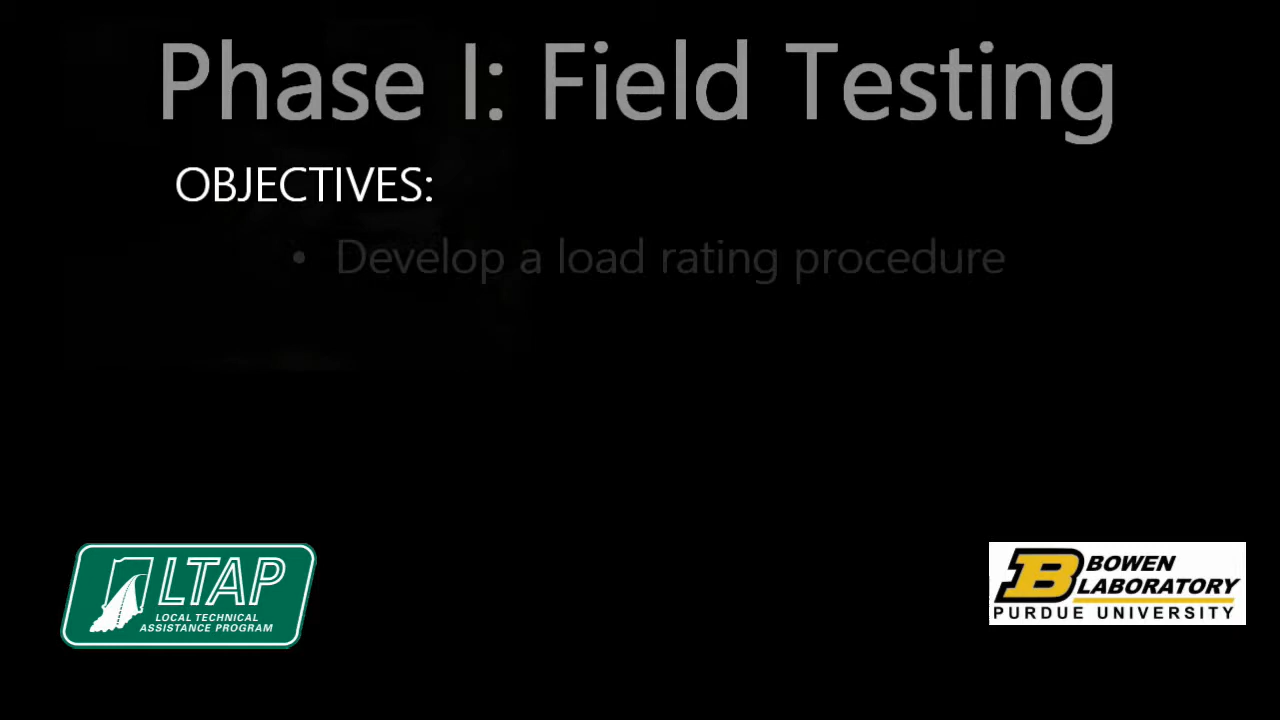 Phase I: Field Testing
OBJECTIVES:
• Develop a load rating procedure
LTAP
LOCAL TECHNICAL
ASSISTANCE PROGRAM
B BOWEN
LABORATORY
PURDUE UNIVERSITY